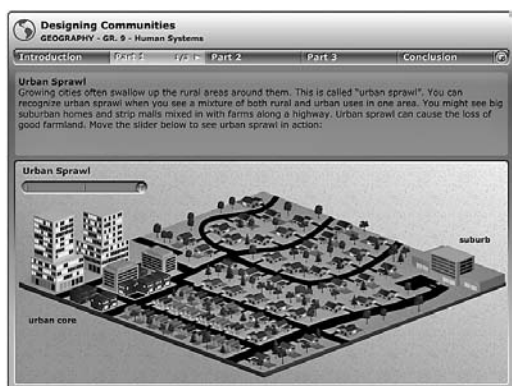 Designing Communities
GEOGRAPHY - GR. 9 - Human Systems
Introduction Part 1 1/3 Part 2 Part 3 Conclusion
Urban Sprawl
Growing cities often swallow up the rural areas around them. This is called "urban sprawl". You can
recognize urban sprawl when you see a mixture of both rural and urban uses in one area. You might see big
suburban homes and strip malls mixed in with farms along a highway. Urban sprawl can cause the loss of
good farmland. Move the slider below to see urban sprawl in action:
Urban Sprawl
suburb
urban core